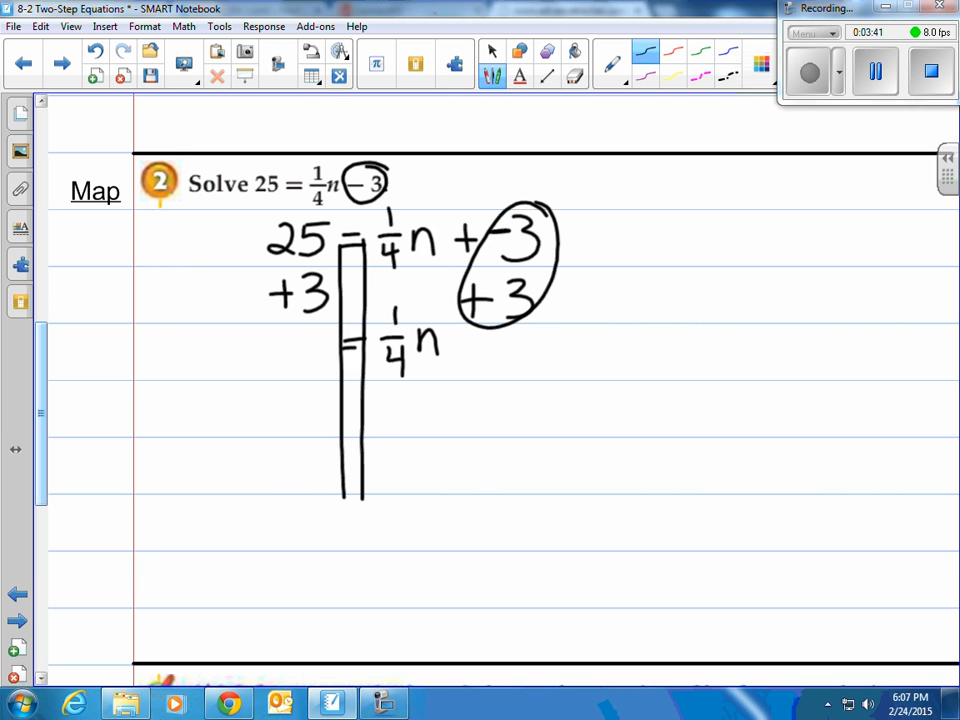 8-2 Two-Step Equations * - SMART Notebook
Recording...
File Edit View Insert Format Math Tools Response Add-ons Help
Menu
0:03:41
8.0 fps
π
A
Map
2 Solve 25 = 1/4 n − 3
25 = 1/4 n + -3
+3 +3
= 1/4 n
6:07 PM
2/24/2015